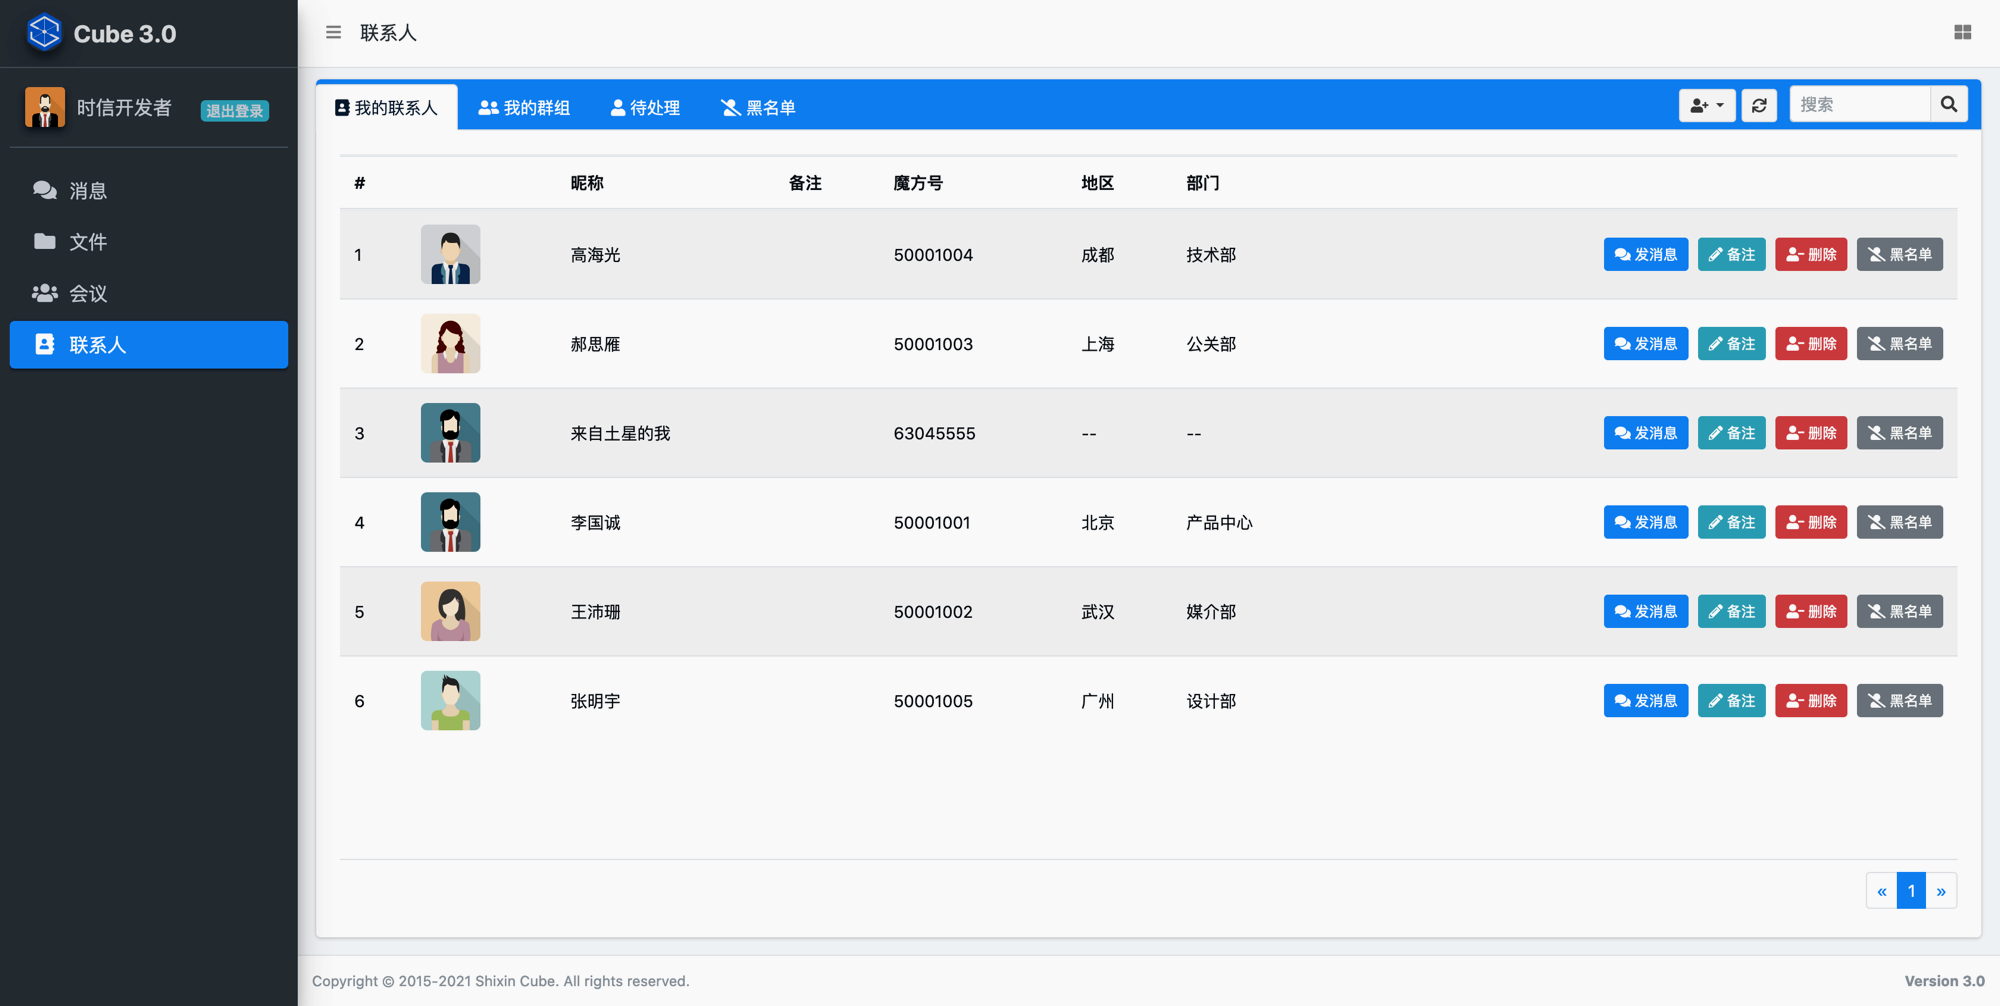 Cube 3.0
联系人
时信开发者 退出登录
消息
文件
会议
联系人
我的联系人 我的群组 待处理 黑名单 搜索
# 昵称 备注 魔方号 地区 部门
1 高海光 50001004 成都 技术部 发消息 备注 删除 黑名单
2 郝思雁 50001003 上海 公关部 发消息 备注 删除 黑名单
3 来自土星的我 63045555 -- -- 发消息 备注 删除 黑名单
4 李国诚 50001001 北京 产品中心 发消息 备注 删除 黑名单
5 王沛珊 50001002 武汉 媒介部 发消息 备注 删除 黑名单
6 张明宇 50001005 广州 设计部 发消息 备注 删除 黑名单
« 1 »
Copyright © 2015-2021 Shixin Cube. All rights reserved. Version 3.0